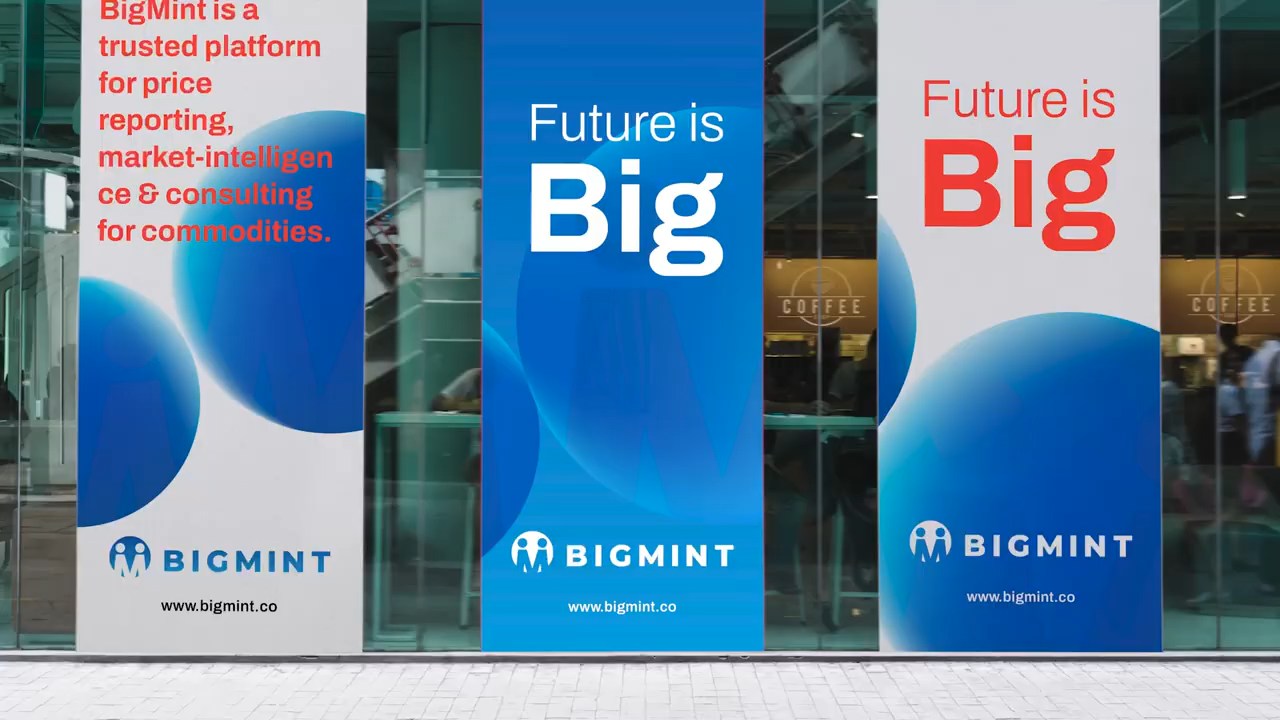 BigMint is a
trusted platform
for price
reporting,
market-intelligen
ce & consulting
for commodities.
BIGMINT
www.bigmint.co
Future is
Big
BIGMINT
www.bigmint.co
Future is
Big
BIGMINT
www.bigmint.co
COFFEE
COFFEE